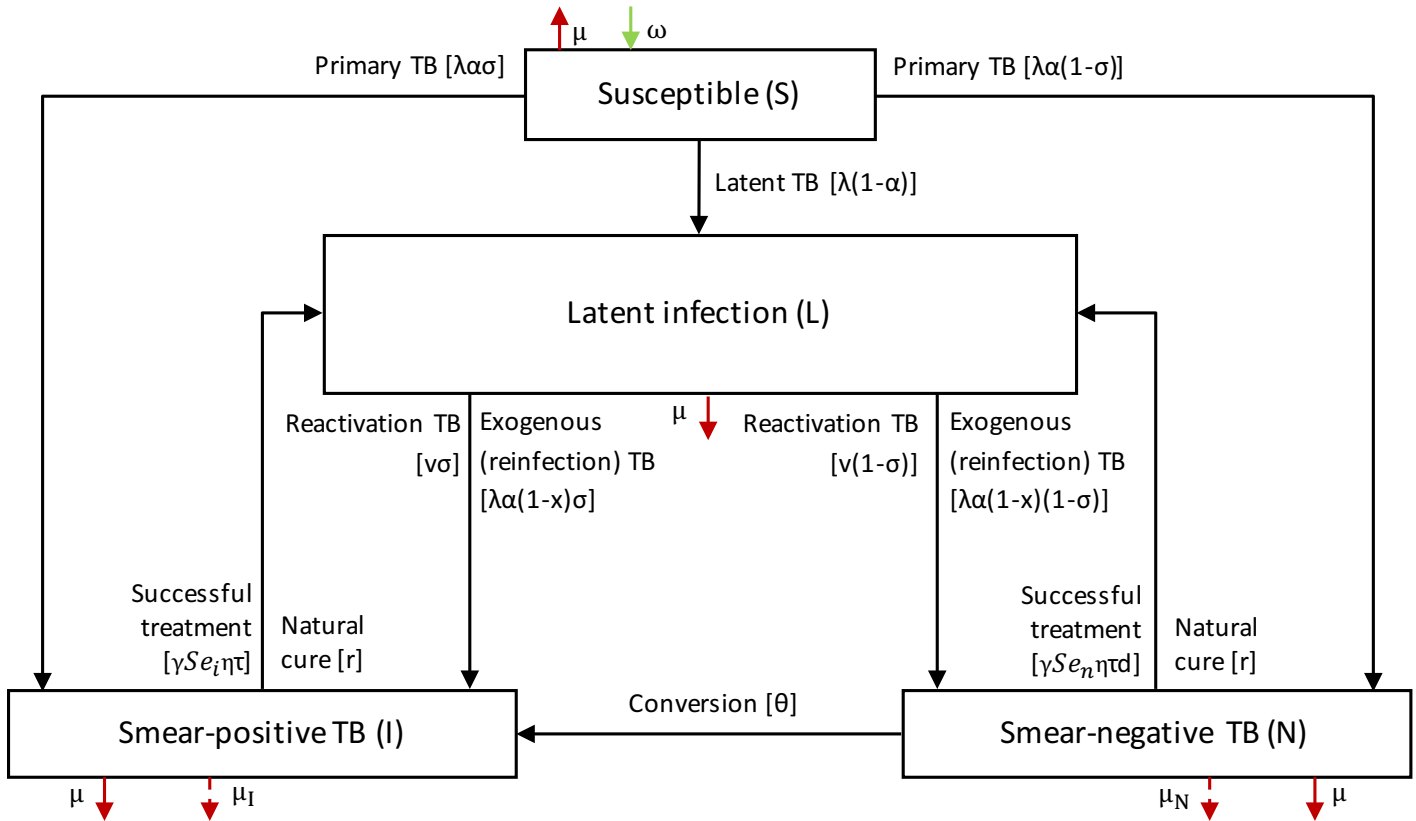 μ
ω
Primary TB [λασ]
Primary TB [λα(1-σ)]
Susceptible (S)
Latent TB [λ(1-α)]
Latent infection (L)
Reactivation TB
[vσ]
Exogenous
(reinfection) TB
[λα(1-x)σ]
μ
Reactivation TB
[v(1-σ)]
Exogenous
(reinfection) TB
[λα(1-x)(1-σ)]
Successful
treatment
[γSeᵢητ]
Natural
cure [r]
Successful
treatment
[γSeₙητd]
Natural
cure [r]
Conversion [θ]
Smear-positive TB (I)
Smear-negative TB (N)
μ
μI
μN
μ